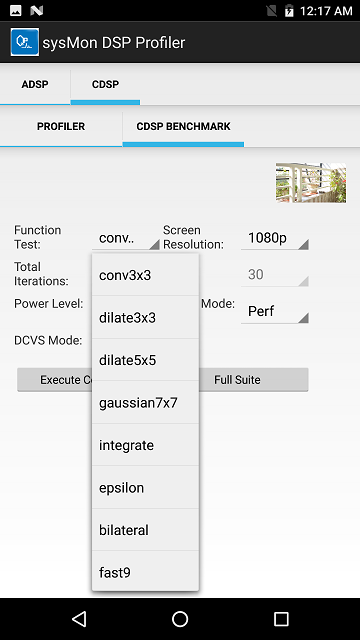 12:17 AM
sysMon DSP Profiler
ADSP
CDSP
PROFILER
CDSP BENCHMARK
Function
Test:
conv..
Screen
Resolution:
1080p
Total
Iterations:
30
Power Level:
Mode:
Perf
DCVS Mode:
Execute Co
Full Suite
conv3x3
dilate3x3
dilate5x5
gaussian7x7
integrate
epsilon
bilateral
fast9